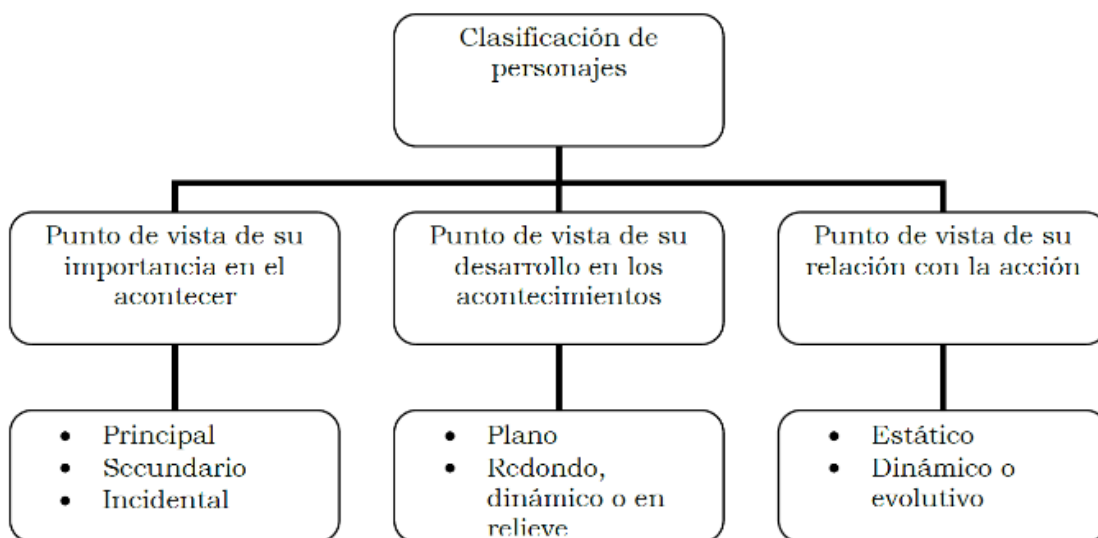 Clasificación de
personajes
Punto de vista de su
importancia en el
acontecer
Punto de vista de su
desarrollo en los
acontecimientos
Punto de vista de su
relación con la acción
• Principal
• Secundario
• Incidental
• Plano
• Redondo,
dinámico o en
relieve
• Estático
• Dinámico o
evolutivo